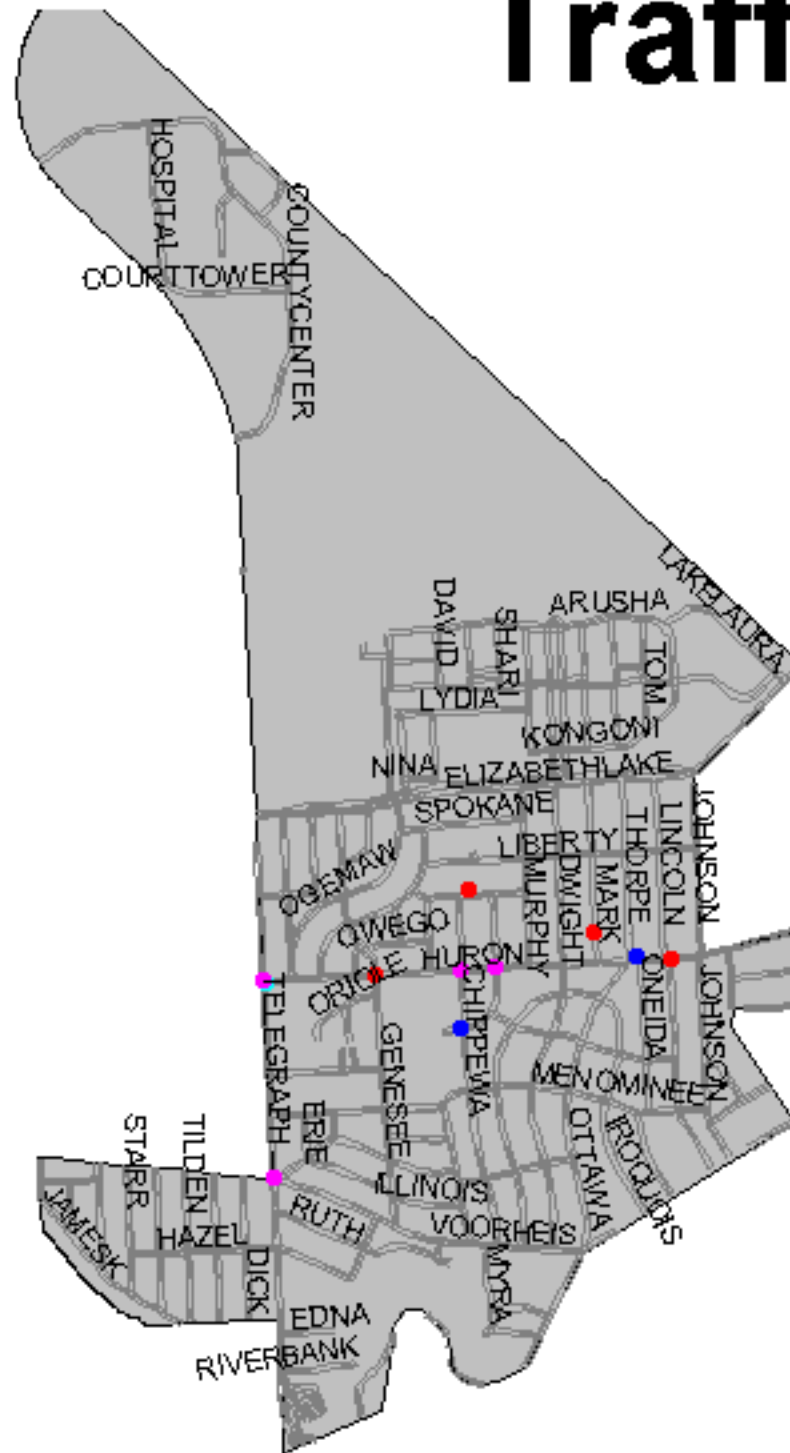 Traff
HOSPITAL
COUNTYCENTER
COURTTOWER
LAKELAURA
DAVID
ARUSHA
SHARI
TOM
LYDIA
KONGONI
NINA
ELIZABETHLAKE
SPOKANE
JOHNSON
LINCOLN
THORPE
LIBERTY
OGEMAW
MURPHY
DWIGHT
MARK
OWEGO
HURON
ORIOLE
CHIPPEWA
ONEIDA
JOHNSON
TELEGRAPH
GENESEE
MENOMINEE
ERIE
STARR
TILDEN
OTTAWA
IROQUOIS
ILLINOIS
JAMESK
RUTH
VOORHEIS
HAZEL
DICK
MYRA
EDNA
RIVERBANK